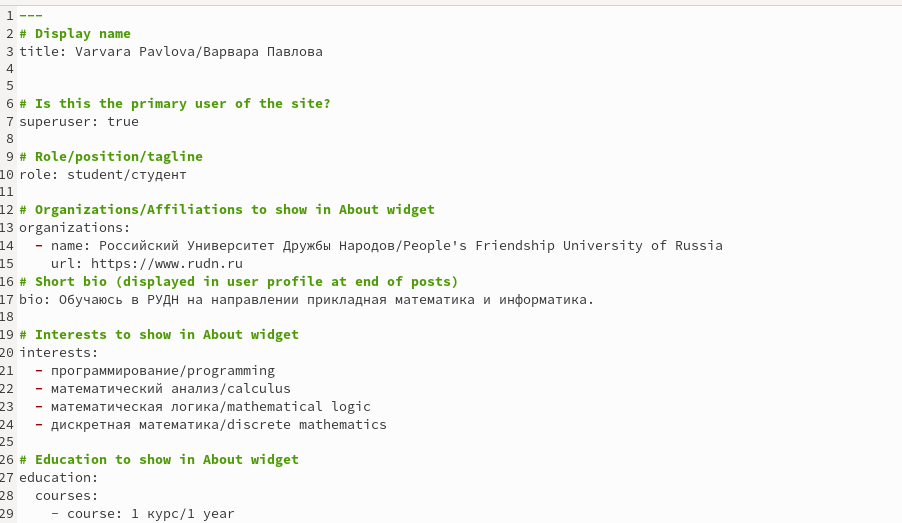 1 ---
2 # Display name
3 title: Varvara Pavlova/Варвара Павлова
4
5
6 # Is this the primary user of the site?
7 superuser: true
8
9 # Role/position/tagline
10 role: student/студент
11
12 # Organizations/Affiliations to show in About widget
13 organizations:
14   - name: Российский Университет Дружбы Народов/People's Friendship University of Russia
15     url: https://www.rudn.ru
16 # Short bio (displayed in user profile at end of posts)
17 bio: Обучаюсь в РУДН на направлении прикладная математика и информатика.
18
19 # Interests to show in About widget
20 interests:
21   - программирование/programming
22   - математический анализ/calculus
23   - математическая логика/mathematical logic
24   - дискретная математика/discrete mathematics
25
26 # Education to show in About widget
27 education:
28   courses:
29     - course: 1 курс/1 year